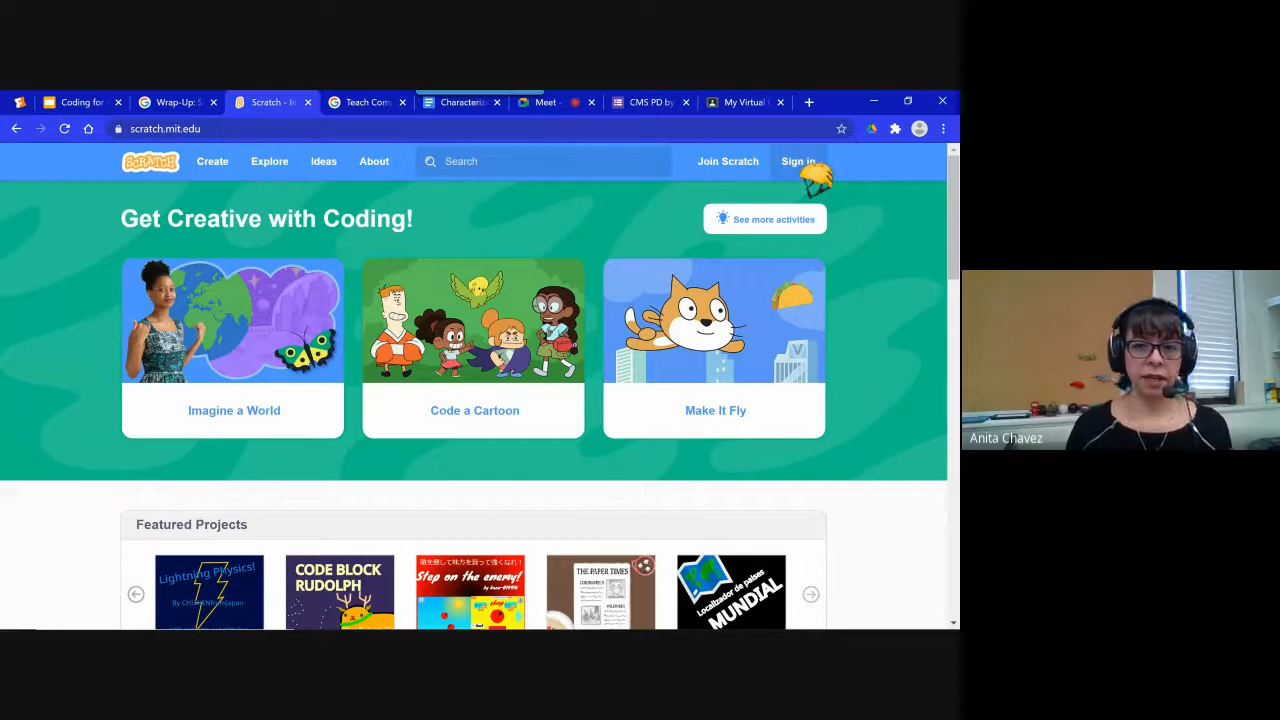 Coding for
Wrap-Up: S
Scratch - In
Teach Com
Characteriz
Meet -
CMS PD by
My Virtual
scratch.mit.edu
SCRATCH
Create
Explore
Ideas
About
Search
Join Scratch
Sign in
Get Creative with Coding!
See more activities
Imagine a World
Code a Cartoon
Make It Fly
Featured Projects
Lightning Physics!
CODE BLOCK
RUDOLPH
Step on the enemy!
shop
THE PAPER TIMES
Localizador de países
MUNDIAL
Anita Chavez